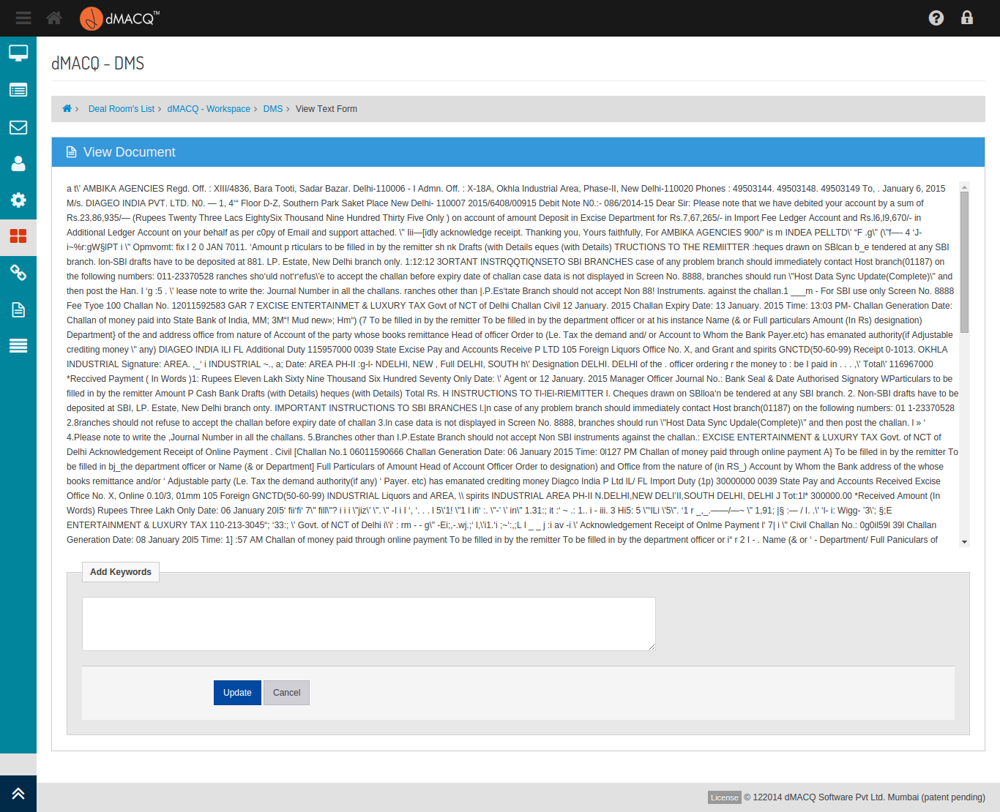 dMACQ™
dMACQ - DMS
Deal Room's List > dMACQ - Workspace > DMS > View Text Form
View Document
a t\' AMBIKA AGENCIES Regd. Off. : XIII/4836, Bara Tooti, Sadar Bazar. Delhi-110006 - I Admn. Off. : X-18A, Okhla Industrial Area, Phase-II, New Delhi-110020 Phones : 49503144. 49503148. 49503149 To, . January 6, 2015
M/s. DIAGEO INDIA PVT. LTD. N0. — 1, 4‘“ Floor D-Z, Southern Park Saket Place New Delhi- 110007 2015/6408/00915 Debit Note N0.:- 086/2014-15 Dear Sir: Please note that we have debited your account by a sum of
Rs.23,86,935/— (Rupees Twenty Three Lacs EightySix Thousand Nine Hundred Thirty Five Only ) on account of amount Deposit in Excise Department for Rs.7,67,265/- in Import Fee Ledger Account and Rs.l6,l9,670/- in
Additional Ledger Account on your behalf as per c0py of Email and support attached. \" Iii—[idly acknowledge receipt. Thanking you, Yours faithfully, For AMBIKA AGENCIES 900/“ is m INDEA PELLTD\' “F .g\" (\"f—-- 4 ‘J-
i~%r:gW§lPT i \" Opmvomt: fix l 2 0 JAN 7011. ‘Amount p rticulars to be filled in by the remitter sh nk Drafts (with Details eques (with Details) TRUCTIONS TO THE REMIITTER :heques drawn on SBlcan b_e tendered at any SBI
branch. lon-SBI drafts have to be deposited at 881. LP. Estate, New Delhi branch only. 1:12:12 3ORTANT INSTRQQTIQNSETO SBI BRANCHES case of any problem branch should immediately contact Host branch(01187) on
the following numbers: 011-23370528 ranches sho‘uld not‘r‘efus\'e to accept the challan before expiry date of challan case data is not displayed in Screen No. 8888, branches should run \"Host Data Sync Update(Complete)\" and
then post the Han. I ‘g :5 . \' lease note to write the: Journal Number in all the challans. ranches other than |.P.Es‘tate Branch should not accept Non 88! Instruments. against the challan.1 ___m - For SBI use only Screen No. 8888
Fee Tyoe 100 Challan No. 12011592583 GAR 7 EXCISE ENTERTAINMET & LUXURY TAX Govt of NCT of Delhi Challan Civil 12 January. 2015 Challan Expiry Date: 13 January. 2015 Time: 13:03 PM- Challan Generation Date:
Challan of money paid into State Bank of India, MM; 3M“! Mud new»; Hm“) (7 To be filled in by the remitter To be filled in by the department officer or at his instance Name (& or Full particulars Amount (In Rs) designation)
Department} of the and address office from nature of Account of the party whose books remittance Head of officer Order to (Le. Tax the demand and/ or Account to Whom the Bank Payer.etc) has emanated authority(if Adjustable
crediting money \" any) DIAGEO INDIA ILI FL Additional Duty 115957000 0039 State Excise Pay and Accounts Receive P LTD 105 Foreign Liquors Office No. X, and Grant and spirits GNCTD(50-60-99) Receipt 0-1013. OKHLA
INDUSTRIAL Signature: AREA. ,_‘ i INDUSTRIAL ~., a; Date: AREA PH-II :g-l- NDELHI, NEW , Full DELHI, SOUTH h\' Designation DELHI. DELHI of the . officer ordering r the money to : be I paid in . . . ,\' Total\' 116967000
*Reccived Payment ( In Words )1: Rupees Eleven Lakh Sixty Nine Thousand Six Hundred Seventy Only Date: \' Agent or 12 January. 2015 Manager Officer Journal No.: Bank Seal & Date Authorised Signatory WParticulars to be
filled in by the remitter Amount P Cash Bank Drafts (with Details) heques (with Details) Total Rs. H INSTRUCTIONS TO Tl-lEl-RlEMITTER l. Cheques drawn on SBlloa‘n be tendered at any SBI branch. 2. Non-SBI drafts have to be
deposited at SBI, LP. Estate, New Delhi branch onty. IMPORTANT INSTRUCTIONS TO SBI BRANCHES l.|n case of any problem branch should immediately contact Host branch(01187) on the following numbers: 01 1-23370528
2.8ranches should not refuse to accept the challan before expiry date of challan 3.ln case data is not displayed in Screen No. 8888, branches should run \"Host Data Sync Updale(Complete)\" and then post the challan. I » ‘
4.Please note to write the ,Journal Number in all the challans. 5.Branches other than I.P.Estate Branch should not accept Non SBI instruments against the challan.: EXCISE ENTERTAINMENT & LUXURY TAX Govt. of NCT of
Delhi Acknowledgement Receipt of Online Payment . Civil [Challan No.1 06011590666 Challan Generation Date: 06 January 2015 Time: 0l127 PM Challan of money paid through online payment A} To be filled in by the remitter To
be filled in bj_the department officer or Name (& or Department] Full Particulars of Amount Head of Account Officer Order to designation) and Office from the nature of (in RS_) Account by Whom the Bank address of the whose
books remittance and/or ‘ Adjustable party (Le. Tax the demand authority(if any) ‘ Payer. etc) has emanated crediting money Diagco India P Ltd lL/ FL Import Duty (1p) 30000000 0039 State Pay and Accounts Received Excise
Office No. X, Online 0.10/3, 01mm 105 Foreign GNCTD(50-60-99) INDUSTRIAL Liquors and AREA, \\ spirits INDUSTRIAL AREA PH-II N.DELHI,NEW DELI’II,SOUTH DELHI, DELHI J Tot:1l* 300000.00 *Received Amount (In
Words) Rupees Three Lakh Only Date: 06 January 20I5‘ fii“fi‘ 7\" fill\"? i i i i \"jiz\' \". \" -I i I ‘, ‘. . . I 5\'1! \"1 l ifi‘ :. \"-’ \' in\" 1.31:; it :‘ ~ .: 1.. i - iii. 3 Hi5: 5 \"'lLi \'5\". ‘1 r _,_.——/—~ \" 1,91; |§ :— / I. .\' ‘l- i: Wigg- ’3\'; §;E
ENTERTAINMENT & LUXURY TAX 110-213-3045“; ‘33:; \' Govt. of NCT of Delhi i\'i‘ : rm - - g\" -Ei;,-.wj.;‘ l,\'i1.‘i ;~‘:,;L I _ _ j :i av -i \' Acknowledgement Receipt of Onlme Payment l‘ 7| i \" Civil Challan No.: 0g0il59l 39l Challan
Generation Date: 08 January 20l5 Time: 1] :57 AM Challan of money paid through online payment To be filled in by the remitter To be filled in by the department officer or i“ r 2 I - . Name (& or ‘ - Department/ Full Paniculars of
Add Keywords
Update Cancel
License © 122014 dMACQ Software Pvt Ltd. Mumbai (patent pending)